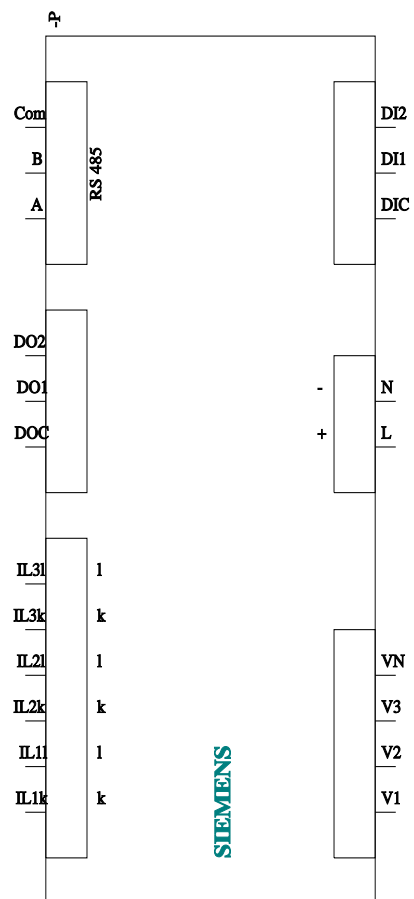 -P
Com
B
A
RS 485
DI2
DI1
DIC
DO2
DO1
DOC
-
+
N
L
IL3l l
IL3k k
IL2l l
IL2k k
IL1l l
IL1k k
VN
V3
V2
V1
SIEMENS